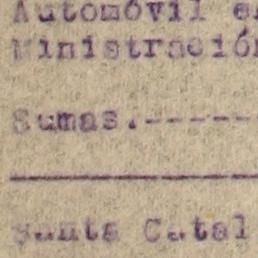 Automóvil e
Ministración
Sumas.------
Santa Catal